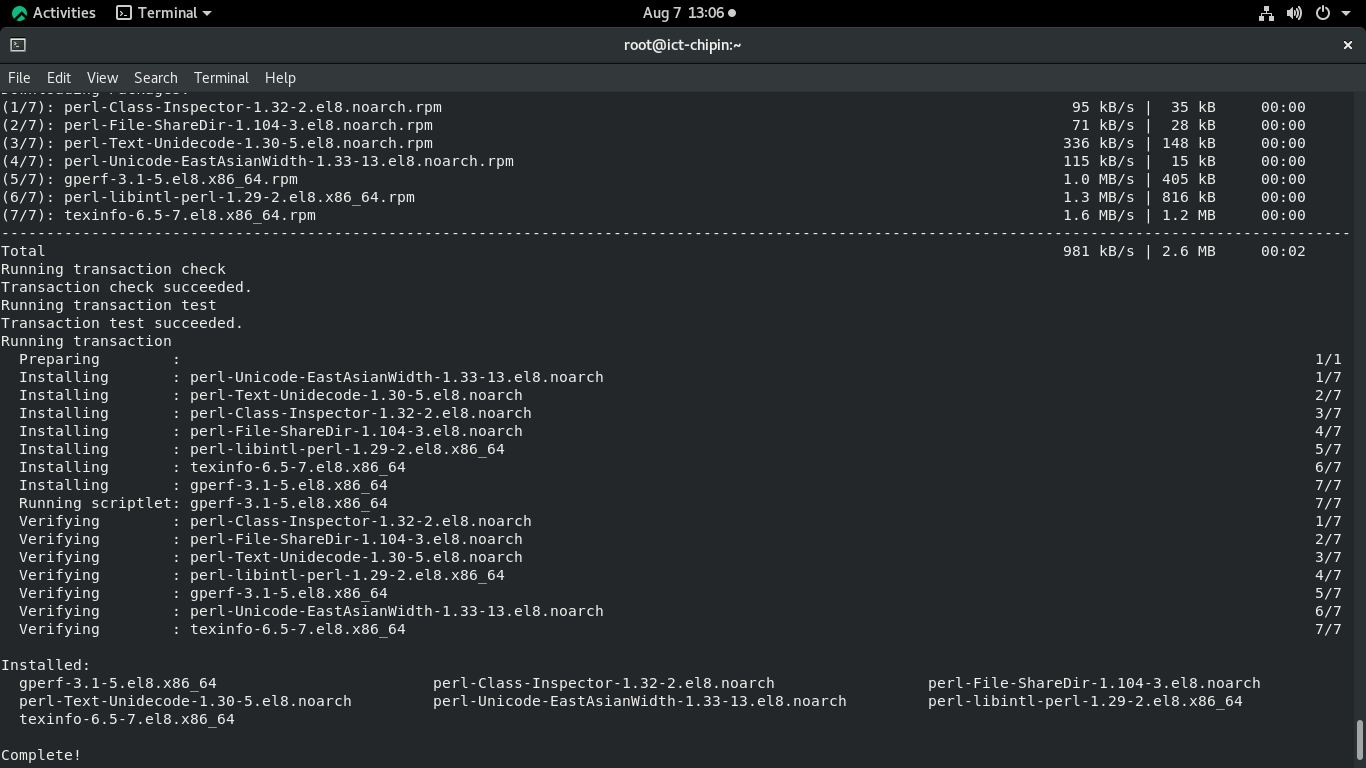 Activities Terminal Aug 7 13:06
root@ict-chipin:~
File Edit View Search Terminal Help
Downloading Packages:
(1/7): perl-Class-Inspector-1.32-2.el8.noarch.rpm 95 kB/s | 35 kB 00:00
(2/7): perl-File-ShareDir-1.104-3.el8.noarch.rpm 71 kB/s | 28 kB 00:00
(3/7): perl-Text-Unidecode-1.30-5.el8.noarch.rpm 336 kB/s | 148 kB 00:00
(4/7): perl-Unicode-EastAsianWidth-1.33-13.el8.noarch.rpm 115 kB/s | 15 kB 00:00
(5/7): gperf-3.1-5.el8.x86_64.rpm 1.0 MB/s | 405 kB 00:00
(6/7): perl-libintl-perl-1.29-2.el8.x86_64.rpm 1.3 MB/s | 816 kB 00:00
(7/7): texinfo-6.5-7.el8.x86_64.rpm 1.6 MB/s | 1.2 MB 00:00
--------------------------------------------------------------------------------
Total 981 kB/s | 2.6 MB 00:02
Running transaction check
Transaction check succeeded.
Running transaction test
Transaction test succeeded.
Running transaction
Preparing : 1/1
Installing : perl-Unicode-EastAsianWidth-1.33-13.el8.noarch 1/7
Installing : perl-Text-Unidecode-1.30-5.el8.noarch 2/7
Installing : perl-Class-Inspector-1.32-2.el8.noarch 3/7
Installing : perl-File-ShareDir-1.104-3.el8.noarch 4/7
Installing : perl-libintl-perl-1.29-2.el8.x86_64 5/7
Installing : texinfo-6.5-7.el8.x86_64 6/7
Installing : gperf-3.1-5.el8.x86_64 7/7
Running scriptlet: gperf-3.1-5.el8.x86_64 7/7
Verifying : perl-Class-Inspector-1.32-2.el8.noarch 1/7
Verifying : perl-File-ShareDir-1.104-3.el8.noarch 2/7
Verifying : perl-Text-Unidecode-1.30-5.el8.noarch 3/7
Verifying : perl-libintl-perl-1.29-2.el8.x86_64 4/7
Verifying : gperf-3.1-5.el8.x86_64 5/7
Verifying : perl-Unicode-EastAsianWidth-1.33-13.el8.noarch 6/7
Verifying : texinfo-6.5-7.el8.x86_64 7/7
Installed:
gperf-3.1-5.el8.x86_64 perl-Class-Inspector-1.32-2.el8.noarch perl-File-ShareDir-1.104-3.el8.noarch
perl-Text-Unidecode-1.30-5.el8.noarch perl-Unicode-EastAsianWidth-1.33-13.el8.noarch perl-libintl-perl-1.29-2.el8.x86_64
texinfo-6.5-7.el8.x86_64
Complete!